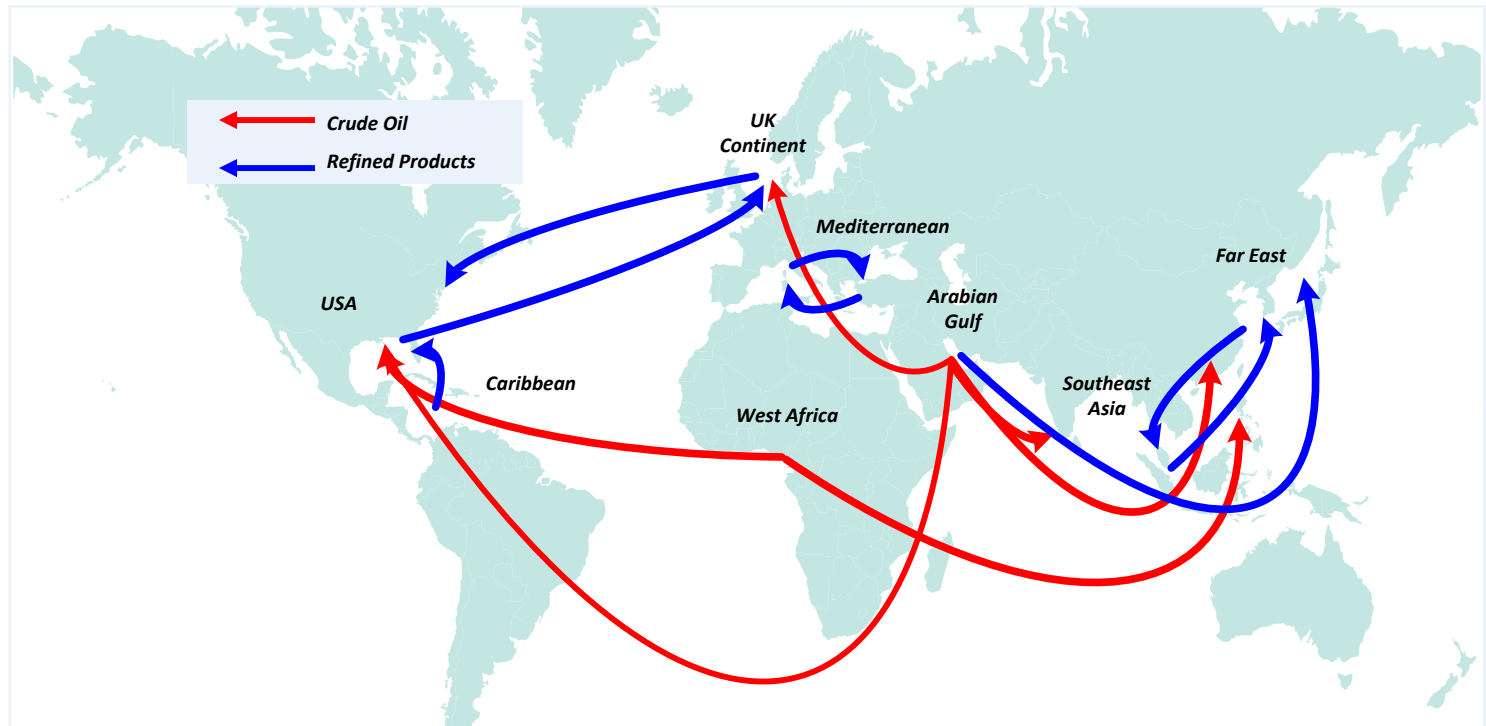 Crude Oil
Refined Products
UK
Continent
Mediterranean
Far East
USA
Arabian
Gulf
Caribbean
Southeast
Asia
West Africa